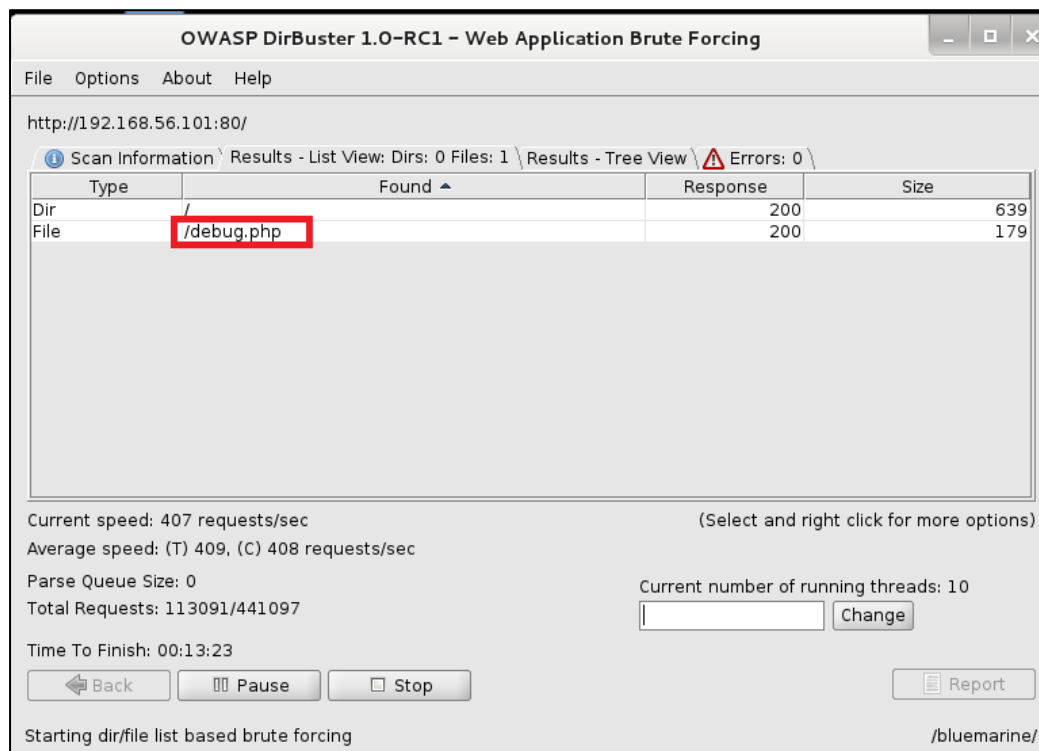 OWASP DirBuster 1.0-RC1 - Web Application Brute Forcing
File Options About Help
http://192.168.56.101:80/
Scan Information Results - List View: Dirs: 0 Files: 1 Results - Tree View Errors: 0
Type Found Response Size
Dir / 200 639
File /debug.php 200 179
Current speed: 407 requests/sec (Select and right click for more options)
Average speed: (T) 409, (C) 408 requests/sec
Parse Queue Size: 0 Current number of running threads: 10
Total Requests: 113091/441097 Change
Time To Finish: 00:13:23
Back Pause Stop Report
Starting dir/file list based brute forcing /bluemarine/